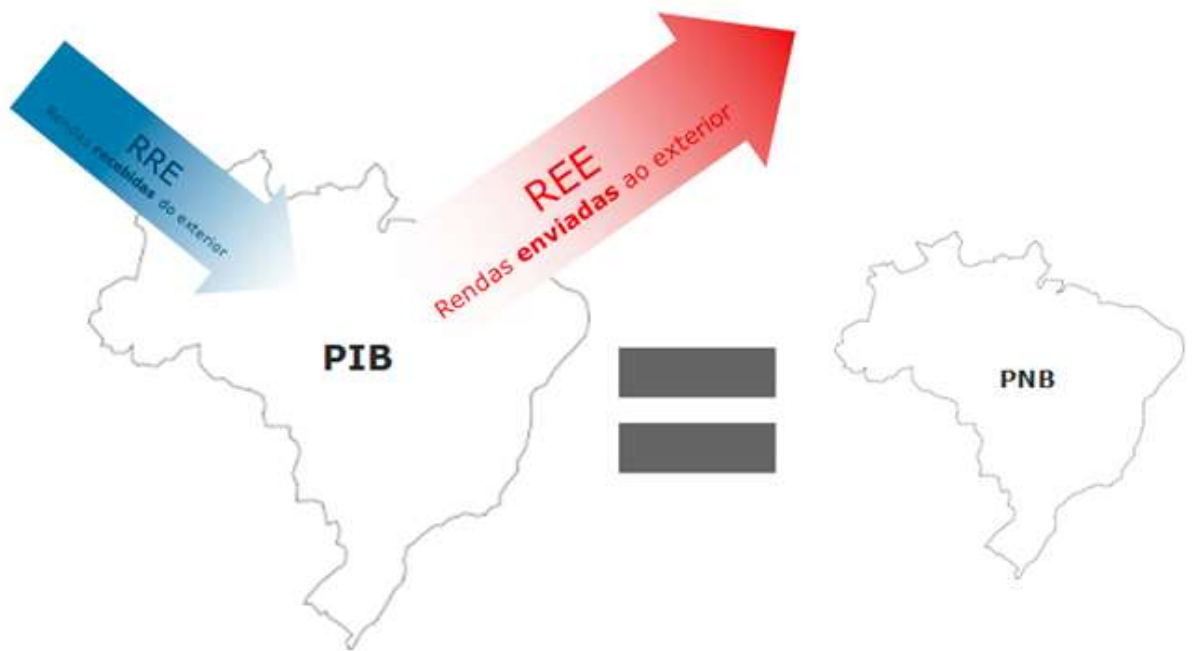 RRE
Rendas recebidas do exterior
REE
Rendas enviadas ao exterior
PIB
PNB